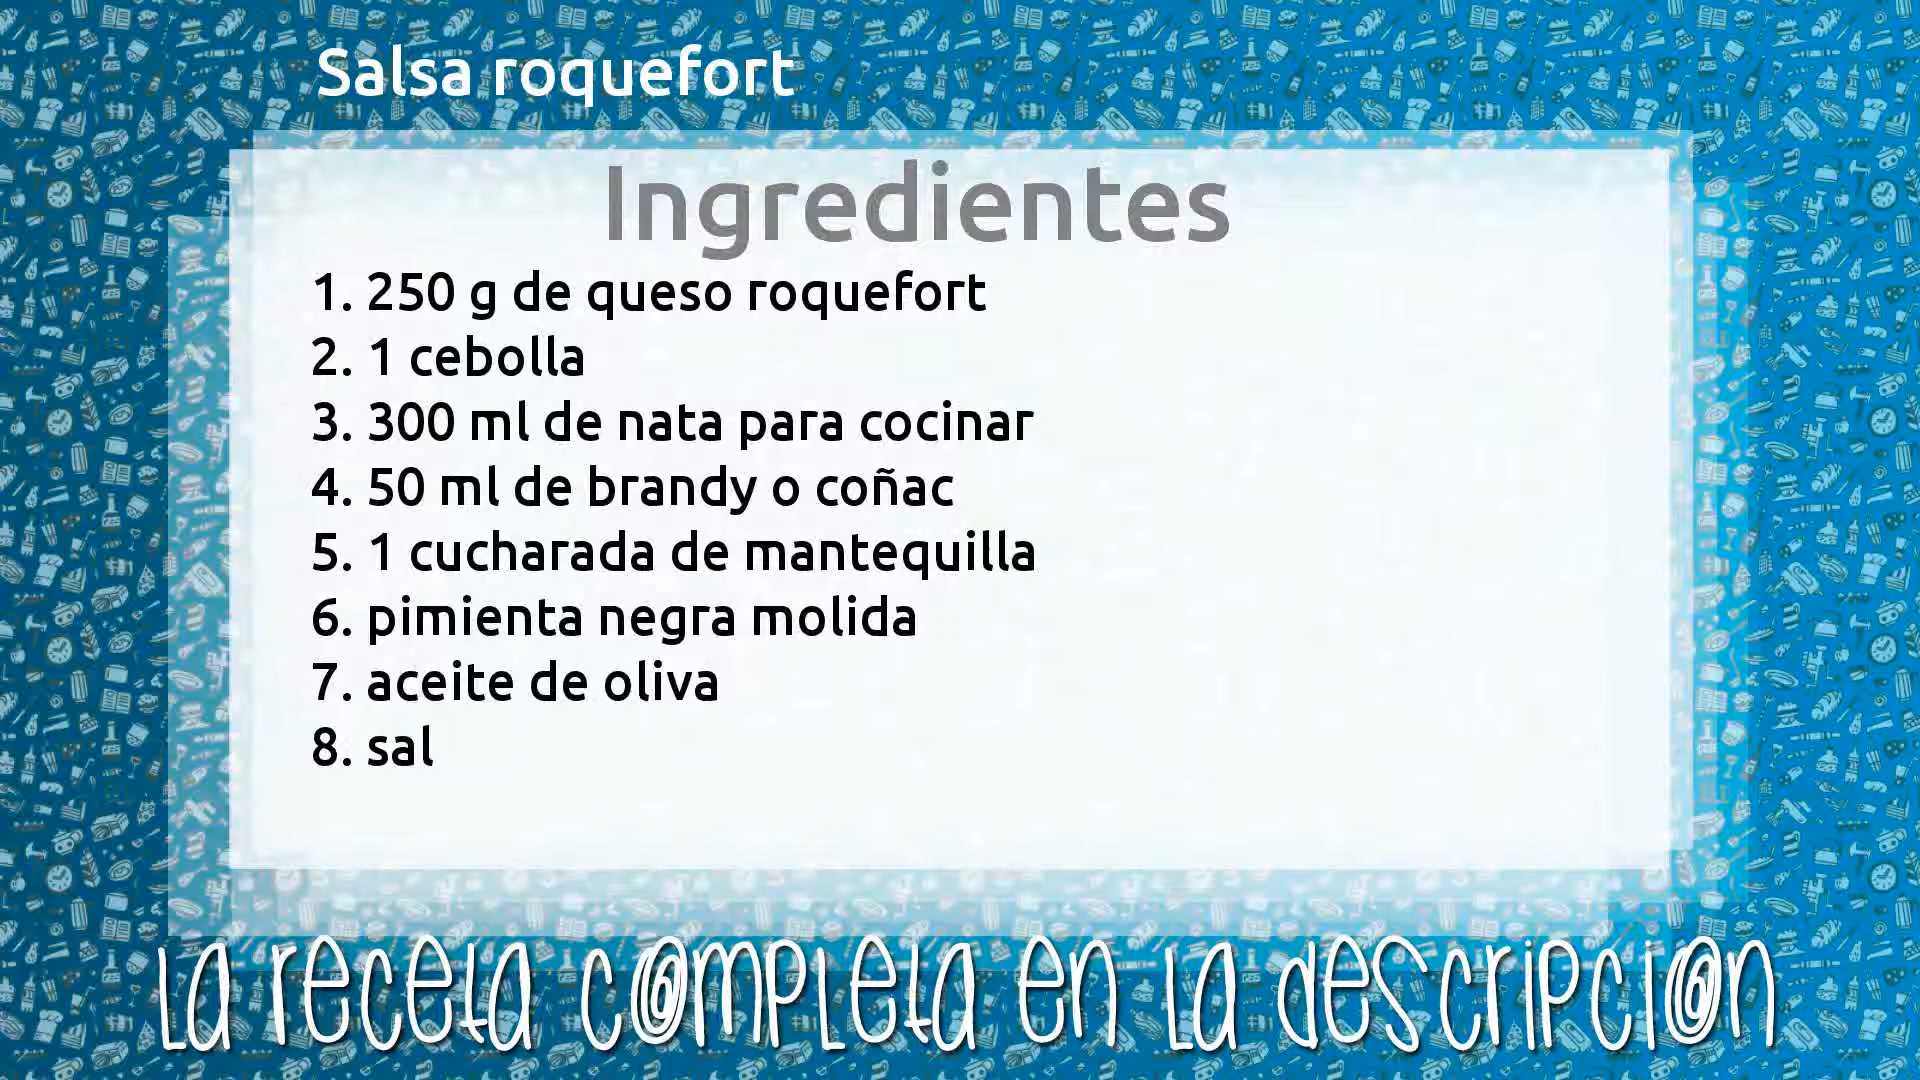 Salsa roquefort
Ingredientes
1. 250 g de queso roquefort
2. 1 cebolla
3. 300 ml de nata para cocinar
4. 50 ml de brandy o coñac
5. 1 cucharada de mantequilla
6. pimienta negra molida
7. aceite de oliva
8. sal
La receta completa en la descripcion